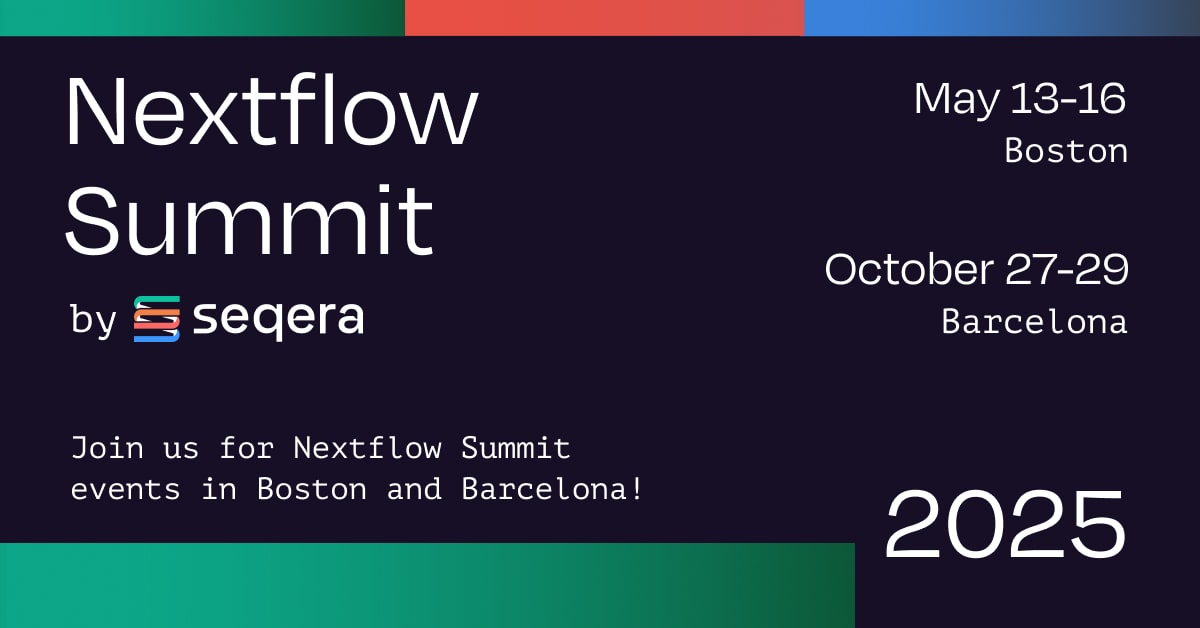 Nextflow
Summit
by seqera
May 13-16
Boston
October 27-29
Barcelona
Join us for Nextflow Summit
events in Boston and Barcelona!
2025